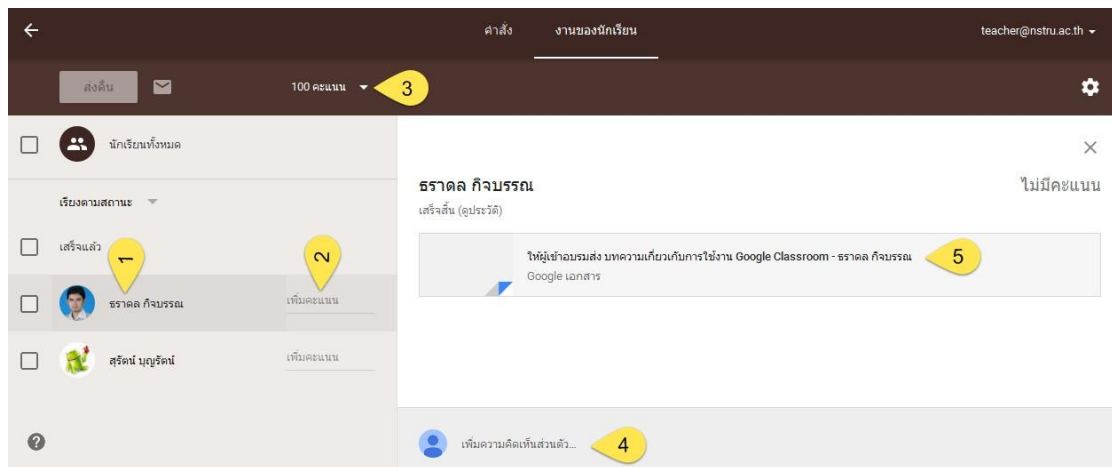 คำสั่ง งานของนักเรียน teacher@nstru.ac.th
ส่งคืน 100 คะแนน 3
นักเรียนทั้งหมด
ธราดล กิจบรรณ ไม่มีคะแนน
เรียงตามสถานะ
เสร็จสิ้น (ดูประวัติ)
เสร็จแล้ว
1 2
ให้ผู้เข้าอบรมส่ง บทความเกี่ยวกับการใช้งาน Google Classroom - ธราดล กิจบรรณ 5
Google เอกสาร
ธราดล กิจบรรณ เพิ่มคะแนน
สุรัตน์ บุญรัตน์ เพิ่มคะแนน
เพิ่มความคิดเห็นส่วนตัว... 4